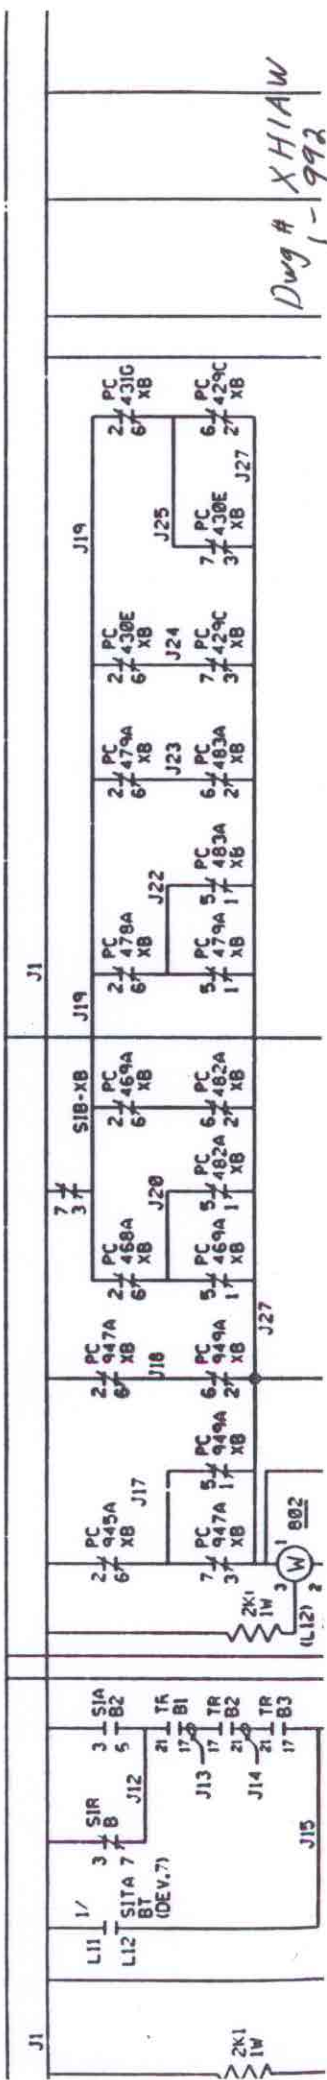 J1
2K1
1W
J1
1/
L11
L12
SITA 7
BT
(DEV.7)
SIR
B
3
7
J12
SIA
B2
3
5
TR
B1
21
17
J13
TR
B2
17
21
J14
TR
B3
21
17
J15
2K1
1W
(L12)
3
W
1
2
802
PC
945A
XB
2
6
J17
PC
947A
XB
7
3
PC
949A
XB
5
1
PC
947A
XB
2
6
J18
PC
949A
XB
6
2
J27
7
3
SIB-XB
J19
PC
468A
XB
2
6
J20
PC
469A
XB
5
1
PC
482A
XB
5
1
PC
469A
XB
2
6
PC
482A
XB
6
2
PC
478A
XB
2
6
J22
PC
479A
XB
5
1
PC
483A
XB
5
1
PC
479A
XB
2
6
J23
PC
483A
XB
6
2
PC
430E
XB
2
6
J24
PC
429C
XB
7
3
J19
PC
431G
XB
2
6
J25
PC
430E
XB
7
3
PC
429C
XB
6
2
J27
Dwg # XH1AW
1-992